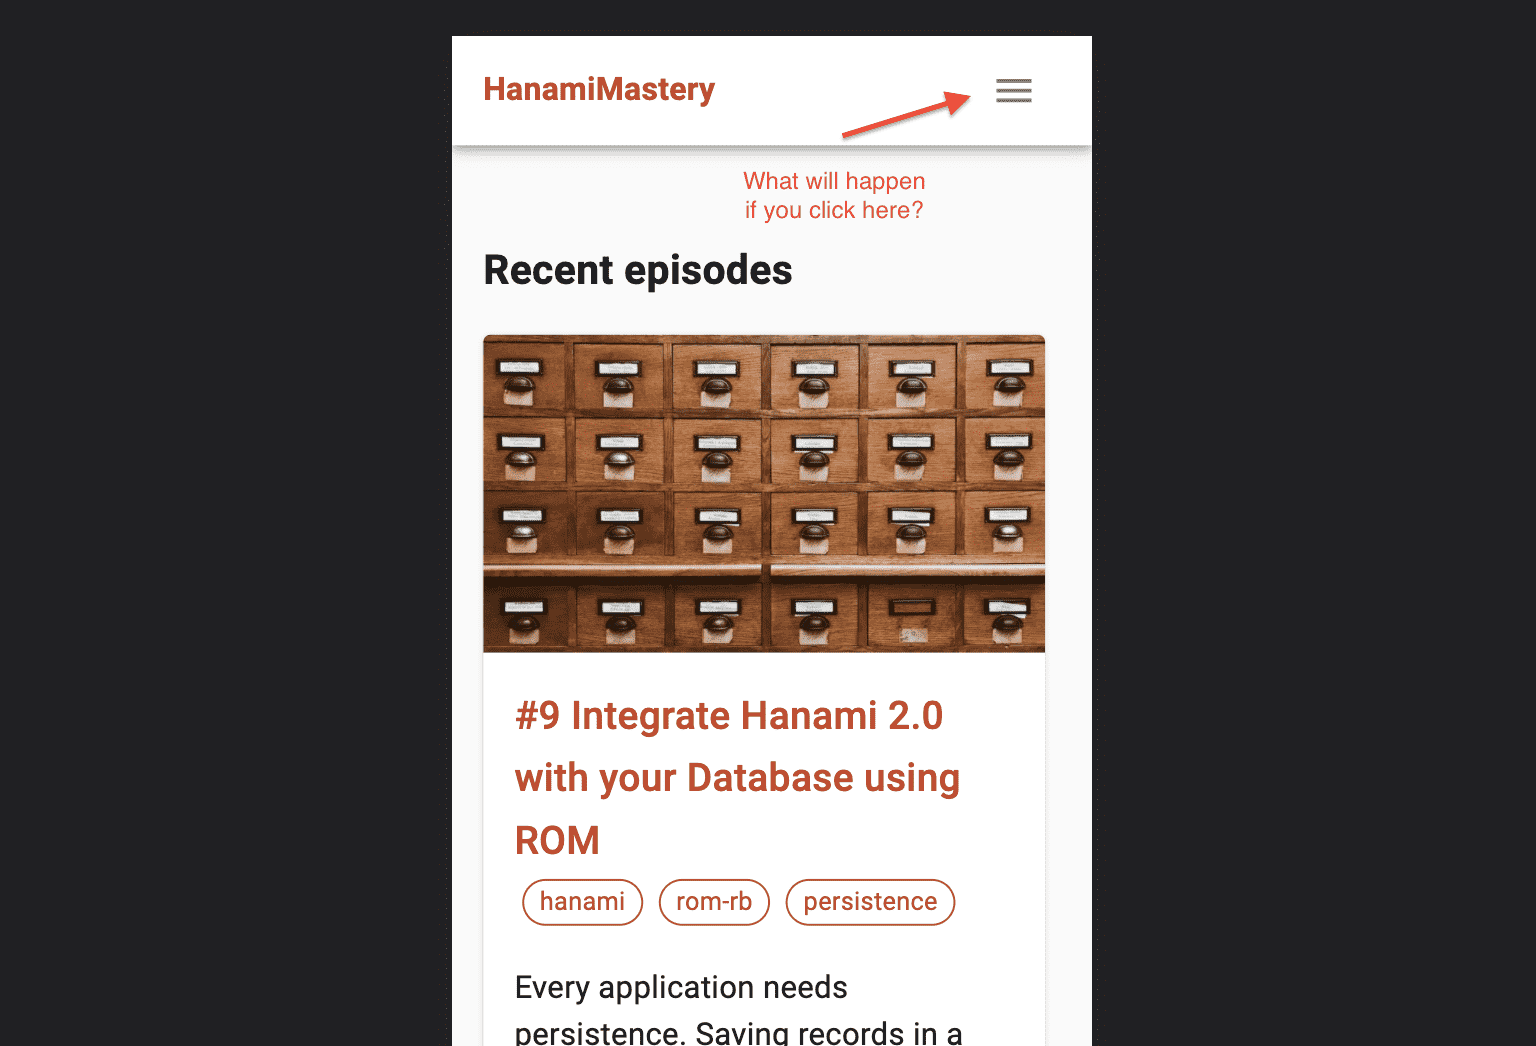 HanamiMastery
What will happen
if you click here?
Recent episodes
#9 Integrate Hanami 2.0
with your Database using
ROM
hanami rom-rb persistence
Every application needs
persistence. Saving records in a